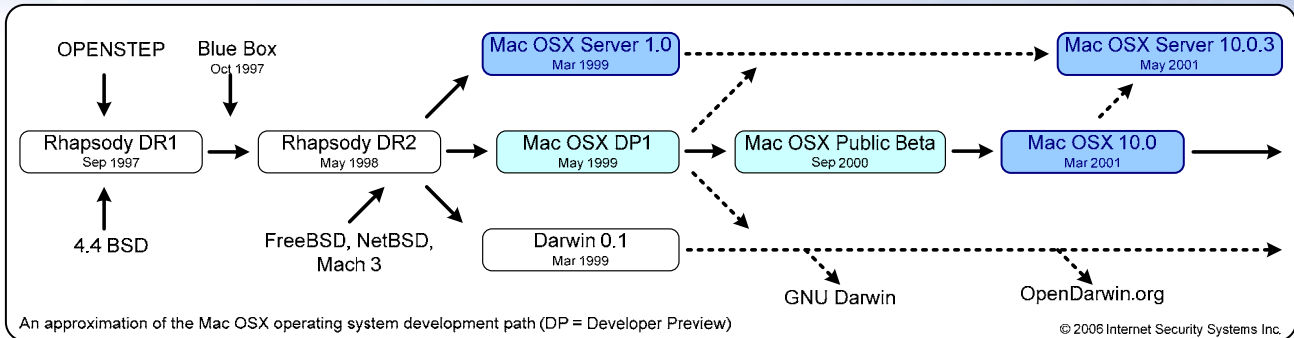 OPENSTEP
Blue Box
Oct 1997
Mac OSX Server 1.0
Mar 1999
Mac OSX Server 10.0.3
May 2001
Rhapsody DR1
Sep 1997
Rhapsody DR2
May 1998
Mac OSX DP1
May 1999
Mac OSX Public Beta
Sep 2000
Mac OSX 10.0
Mar 2001
4.4 BSD
FreeBSD, NetBSD,
Mach 3
Darwin 0.1
Mar 1999
GNU Darwin
OpenDarwin.org
An approximation of the Mac OSX operating system development path (DP = Developer Preview)
© 2006 Internet Security Systems Inc.